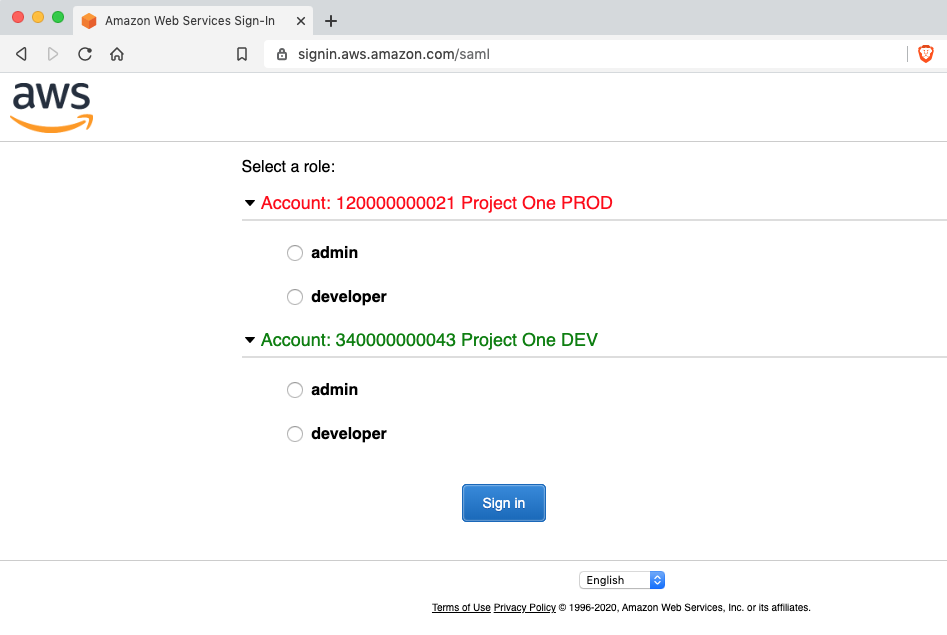 Amazon Web Services Sign-In
signin.aws.amazon.com/saml
aws
Select a role:
Account: 120000000021 Project One PROD
admin
developer
Account: 340000000043 Project One DEV
admin
developer
Sign in
English
Terms of Use Privacy Policy © 1996-2020, Amazon Web Services, Inc. or its affiliates.